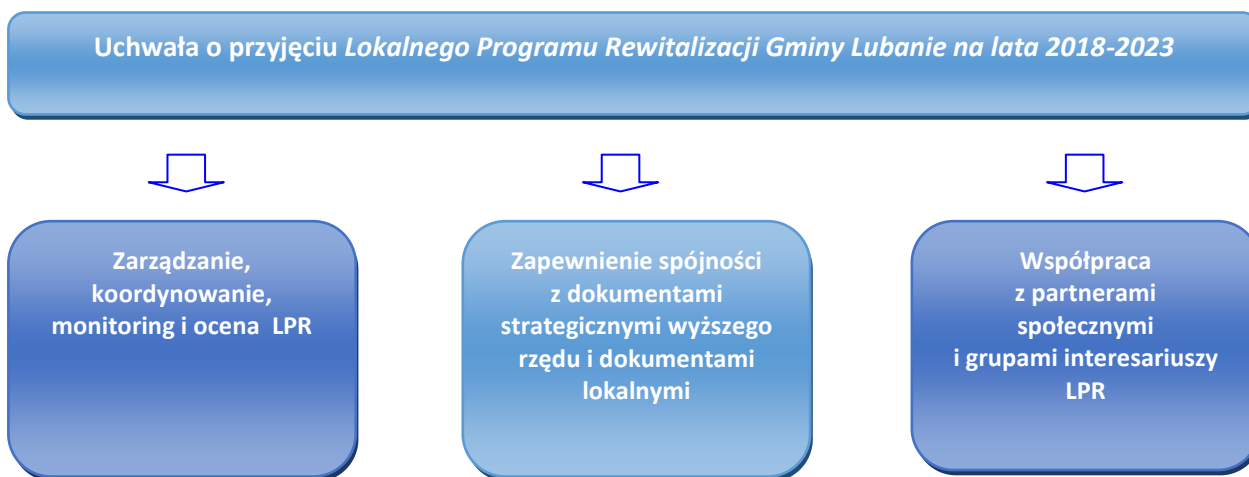 Uchwała o przyjęciu Lokalnego Programu Rewitalizacji Gminy Lubanie na lata 2018-2023
Zarządzanie,
koordynowanie,
monitoring i ocena LPR
Zapewnienie spójności
z dokumentami
strategicznymi wyższego
rzędu i dokumentami
lokalnymi
Współpraca
z partnerami
społecznymi
i grupami interesariuszy
LPR